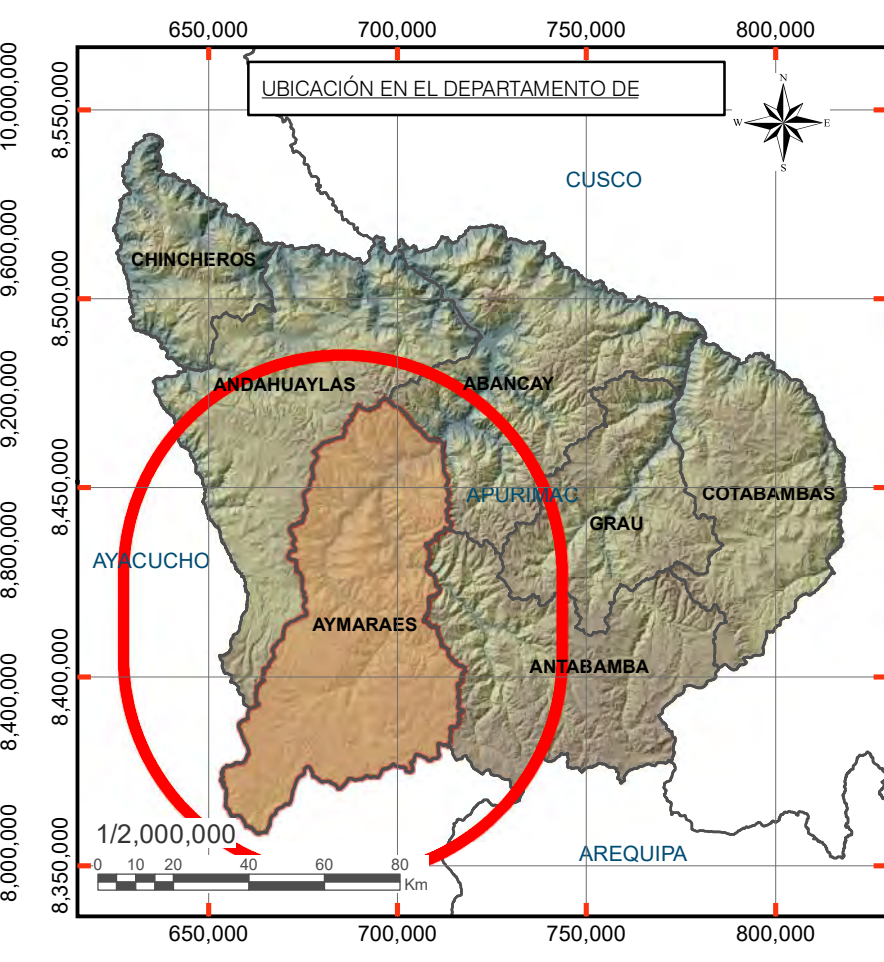 650,000 700,000 750,000 800,000
UBICACIÓN EN EL DEPARTAMENTO DE
N
W E
S
10,000,000
8,550,000
CUSCO
CHINCHEROS
9,600,000
8,500,000
ANDAHUAYLAS
ABANCAY
9,200,000
8,450,000
APURIMAC
COTABAMBAS
GRAU
8,800,000
AYACUCHO
AYMARAES
ANTABAMBA
8,400,000
8,400,000
1/2,000,000
AREQUIPA
8,000,000
8,350,000
0 10 20 40 60 80
Km
650,000 700,000 750,000 800,000